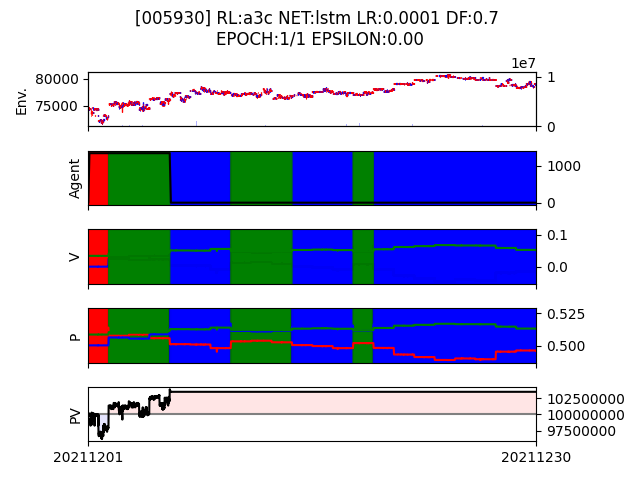 [005930] RL:a3c NET:lstm LR:0.0001 DF:0.7
EPOCH:1/1 EPSILON:0.00
1e7
Env.
80000
75000
1
0
Agent
1000
0
V
0.1
0.0
P
0.525
0.500
PV
102500000
100000000
97500000
20211201
20211230